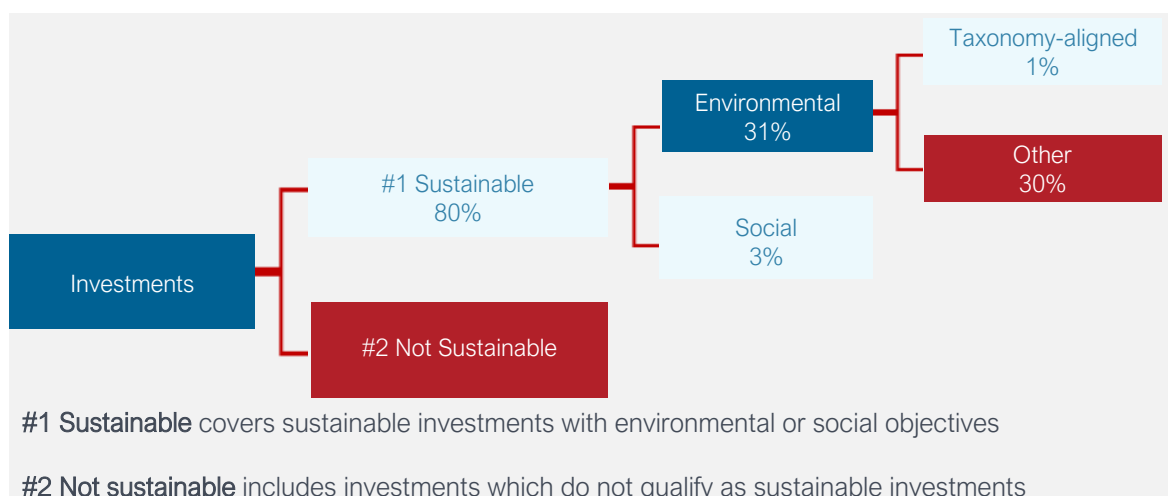 Taxonomy-aligned
1%
Environmental
31%
Other
30%
#1 Sustainable
80%
Social
3%
Investments
#2 Not Sustainable
#1 Sustainable covers sustainable investments with environmental or social objectives
#2 Not sustainable includes investments which do not qualify as sustainable investments